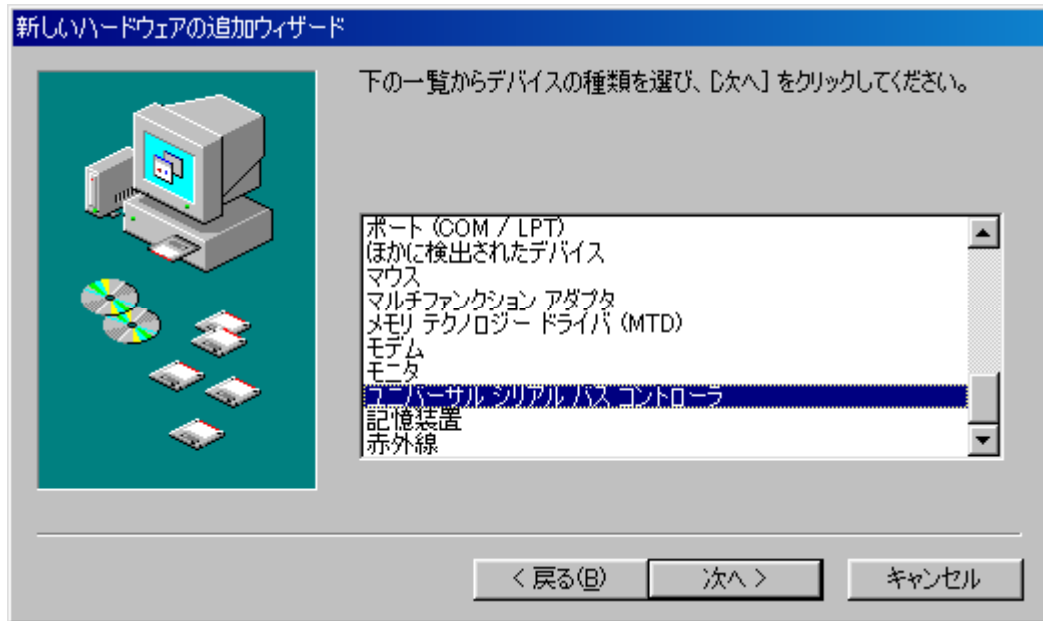 新しいハードウェアの追加ウィザード
下の一覧からデバイスの種類を選び、[次へ] をクリックしてください。
ポート (COM / LPT)
ほかに検出されたデバイス
マウス
マルチファンクション アダプタ
メモリ テクノロジー ドライバ (MTD)
モデム
モニタ
ユニバーサル シリアル バス コントローラ
記憶装置
赤外線
< 戻る(B)
次へ >
キャンセル